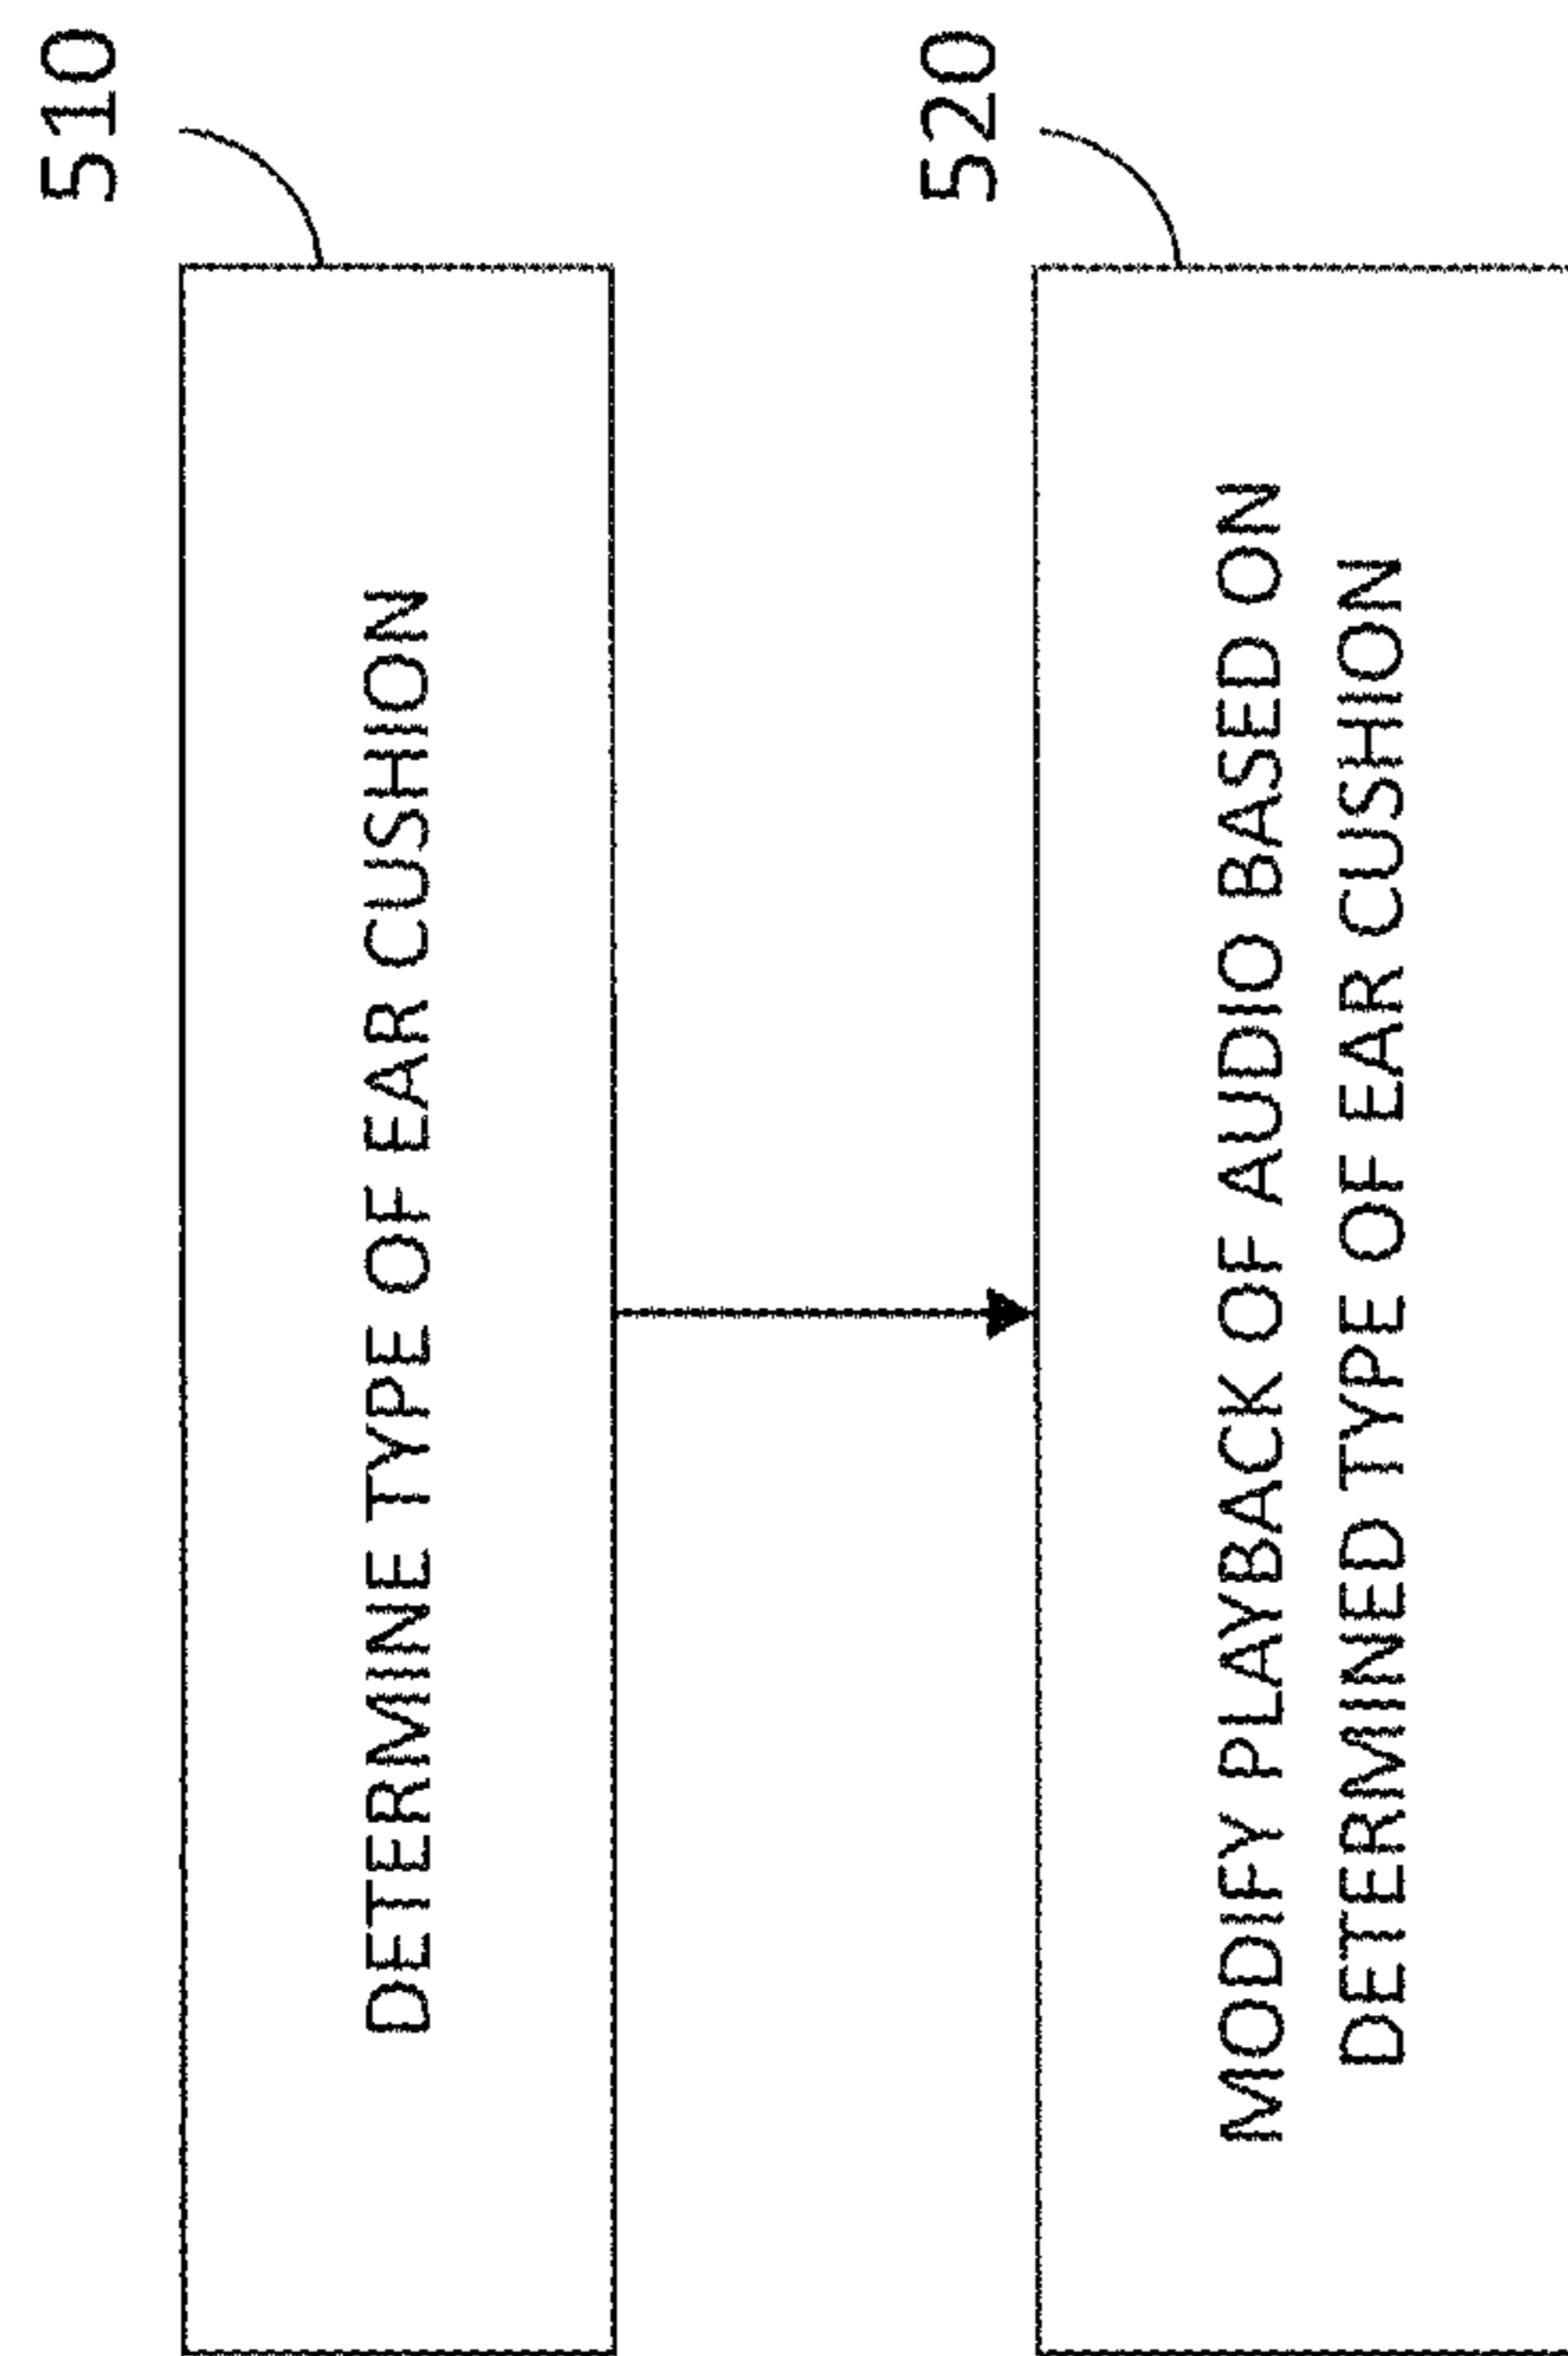 510
DETERMINE TYPE OF EAR CUSHION
520
MODIFY PLAYBACK OF AUDIO BASED ON
DETERMINED TYPE OF EAR CUSHION